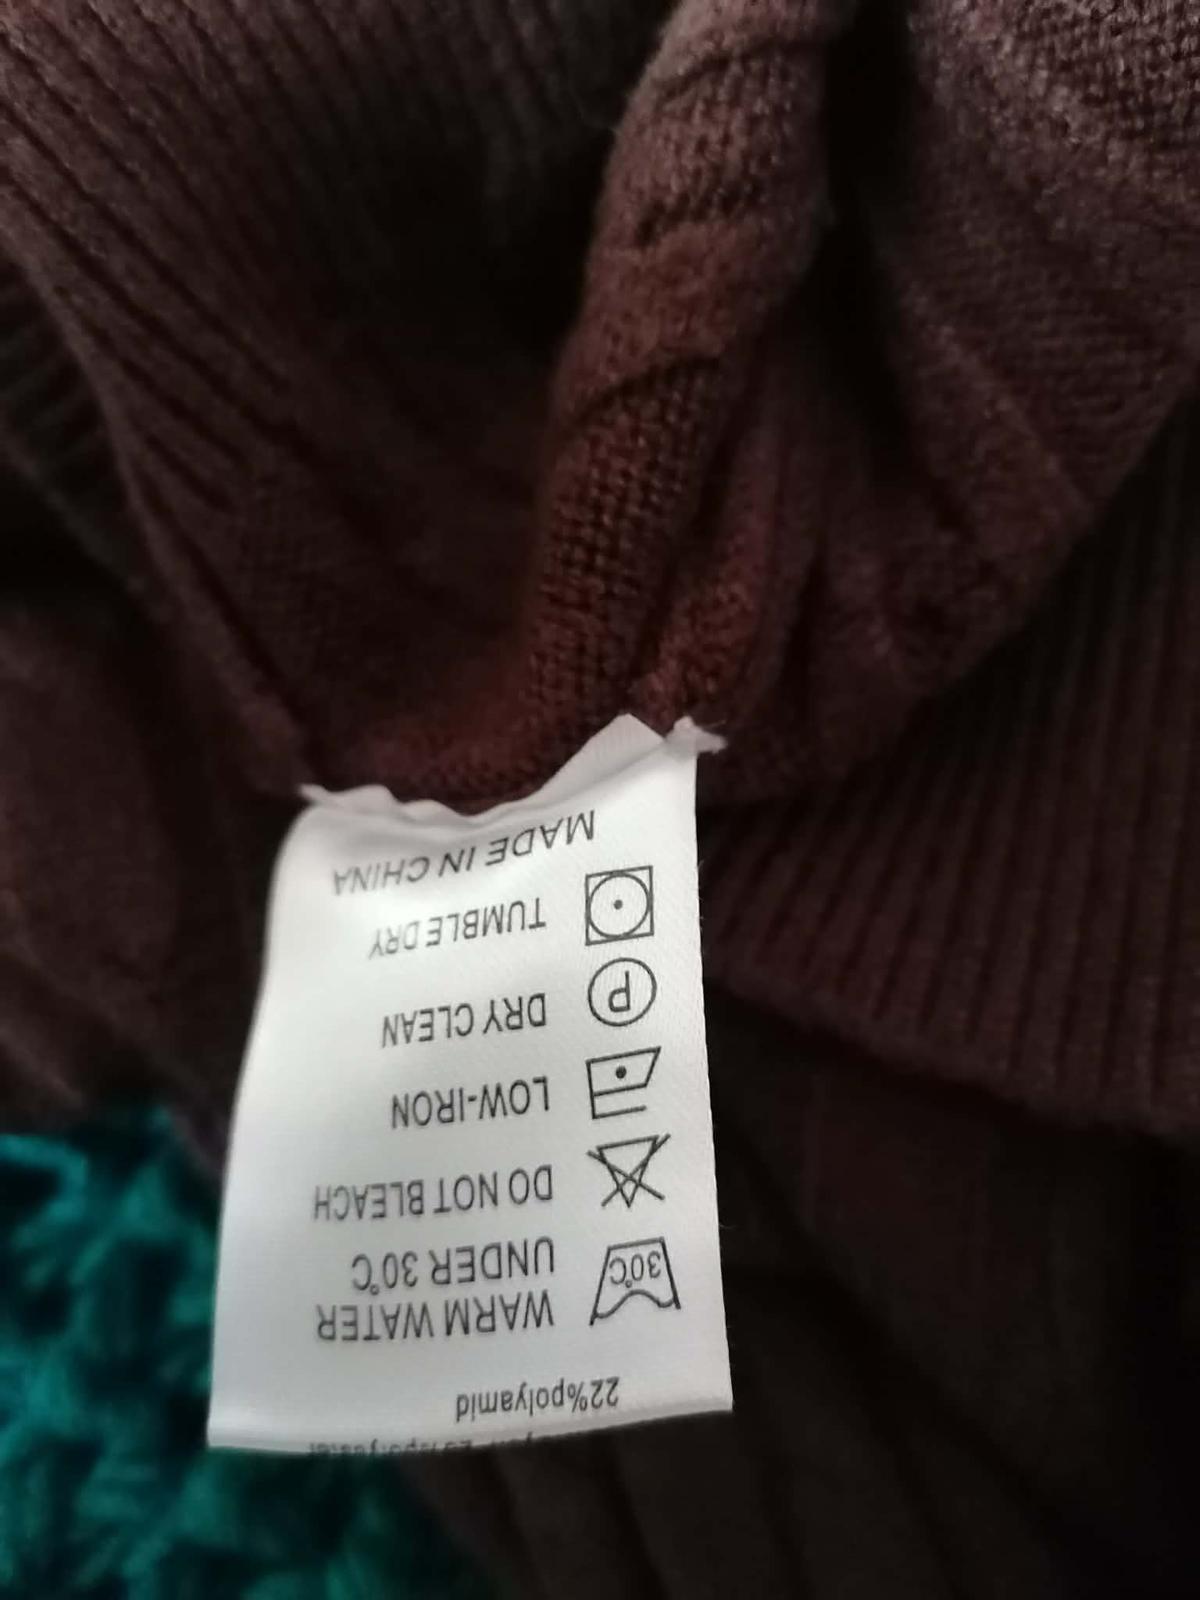 22%polyamid
WARM WATER
UNDER 30℃
30℃
DO NOT BLEACH
LOW-IRON
P
DRY CLEAN
TUMBLE DRY
MADE IN CHINA